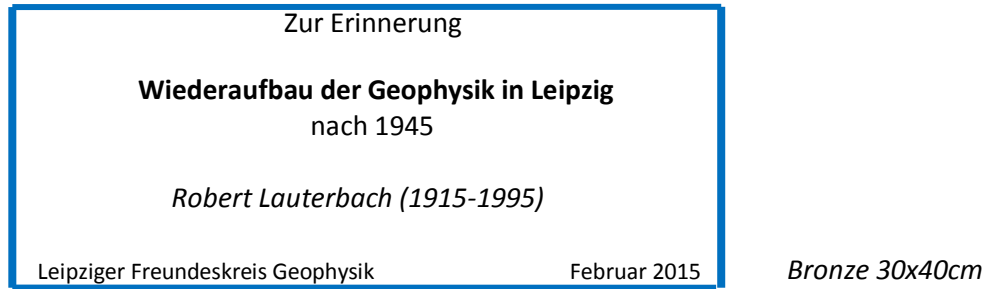 Zur Erinnerung
Wiederaufbau der Geophysik in Leipzig
nach 1945
Robert Lauterbach (1915-1995)
Leipziger Freundeskreis Geophysik Februar 2015 Bronze 30x40cm